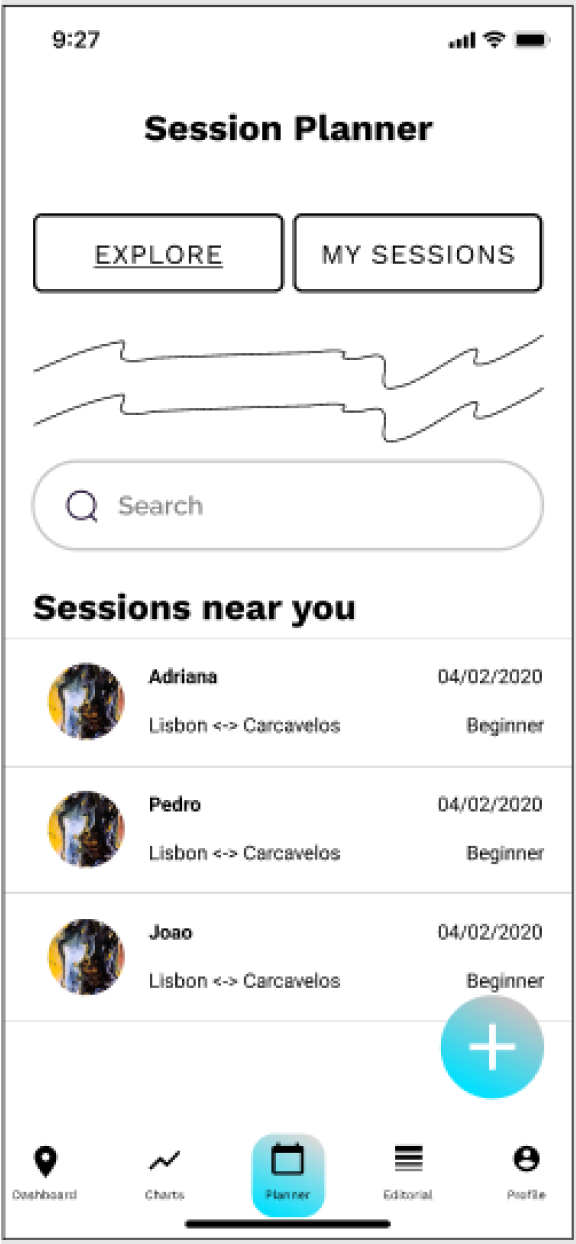 9:27
Session Planner
EXPLORE
MY SESSIONS
Search
Sessions near you
Adriana 04/02/2020
Lisbon <-> Carcavelos Beginner
Pedro 04/02/2020
Lisbon <-> Carcavelos Beginner
Joao 04/02/2020
Lisbon <-> Carcavelos Beginner
Dashboard Charts Planner Editorial Profile